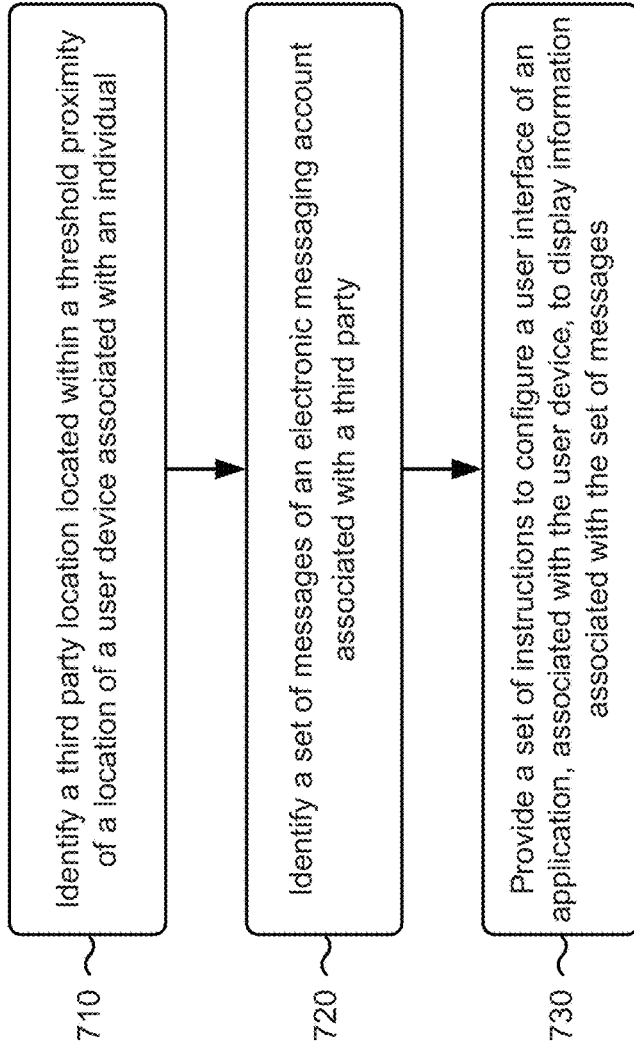 710
Identify a third party location located within a threshold proximity
of a location of a user device associated with an individual
720
Identify a set of messages of an electronic messaging account
associated with a third party
730
Provide a set of instructions to configure a user interface of an
application, associated with the user device, to display information
associated with the set of messages